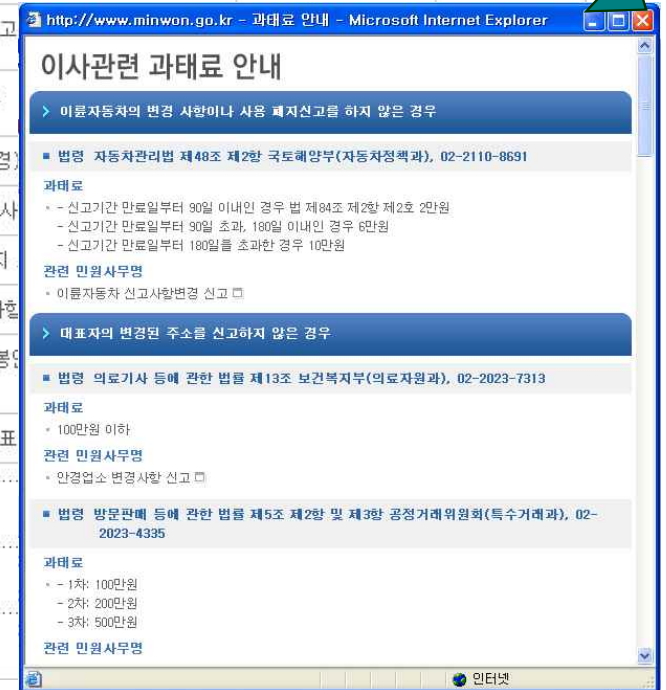 http://www.minwon.go.kr - 과태료 안내 - Microsoft Internet Explorer
이사관련 과태료 안내
이륜자동차의 변경 사항이나 사용 폐지신고를 하지 않은 경우
법령 자동차관리법 제48조 제2항 국토해양부(자동차정책과), 02-2110-8691
과태료
- 신고기간 만료일부터 90일 이내인 경우 법 제84조 제2항 제2호 2만원
- 신고기간 만료일부터 90일 초과, 180일 이내인 경우 6만원
- 신고기간 만료일부터 180일를 초과한 경우 10만원
관련 민원사무명
이륜자동차 신고사항변경 신고
대표자의 변경된 주소를 신고하지 않은 경우
법령 의료기사 등에 관한 법률 제13조 보건복지부(의료자원과), 02-2023-7313
과태료
100만원 이하
관련 민원사무명
안경업소 변경사항 신고
법령 방문판매 등에 관한 법률 제5조 제2항 및 제3항 공정거래위원회(특수거래과), 02-
2023-4335
과태료
- 1차: 100만원
- 2차: 200만원
- 3차: 500만원
관련 민원사무명
인터넷